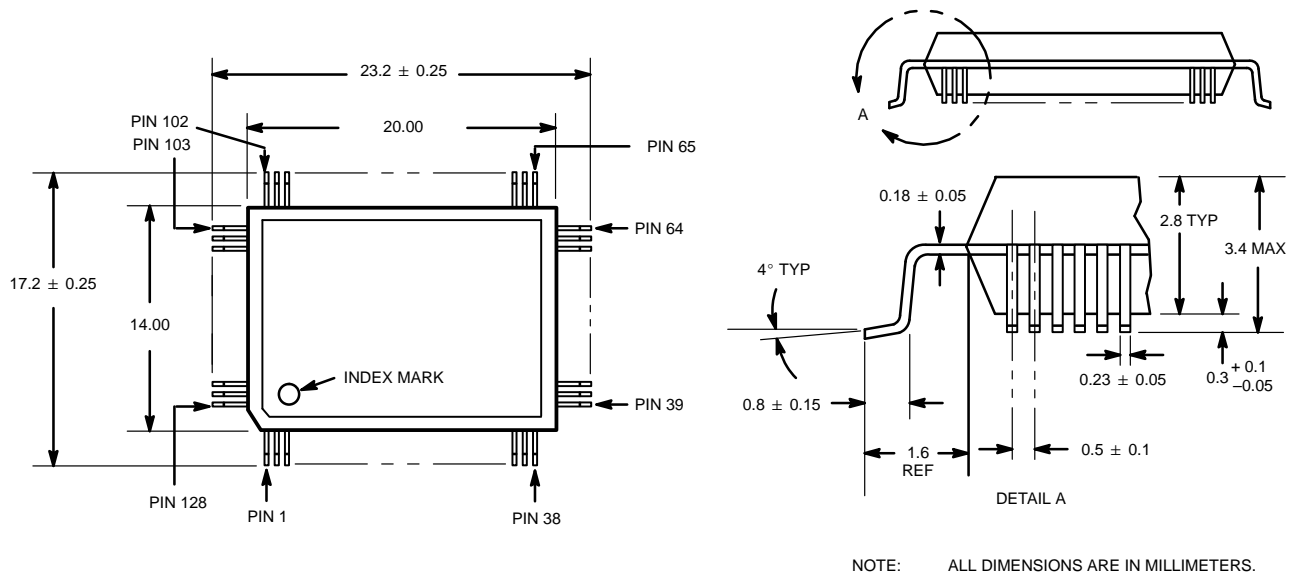 23.2 ± 0.25
20.00
PIN 102
PIN 103
PIN 65
PIN 64
17.2 ± 0.25
14.00
INDEX MARK
PIN 39
PIN 128
PIN 1
PIN 38
A
0.18 ± 0.05
2.8 TYP
3.4 MAX
4° TYP
0.23 ± 0.05
0.3 + 0.1
–0.05
0.8 ± 0.15
1.6
REF
0.5 ± 0.1
DETAIL A
NOTE: ALL DIMENSIONS ARE IN MILLIMETERS.